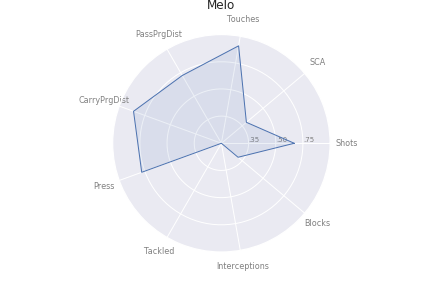 Melo
Touches
PassPrgDist
SCA
CarryPrgDist
.35 .50 .75
Shots
Press
Blocks
Tackled
Interceptions